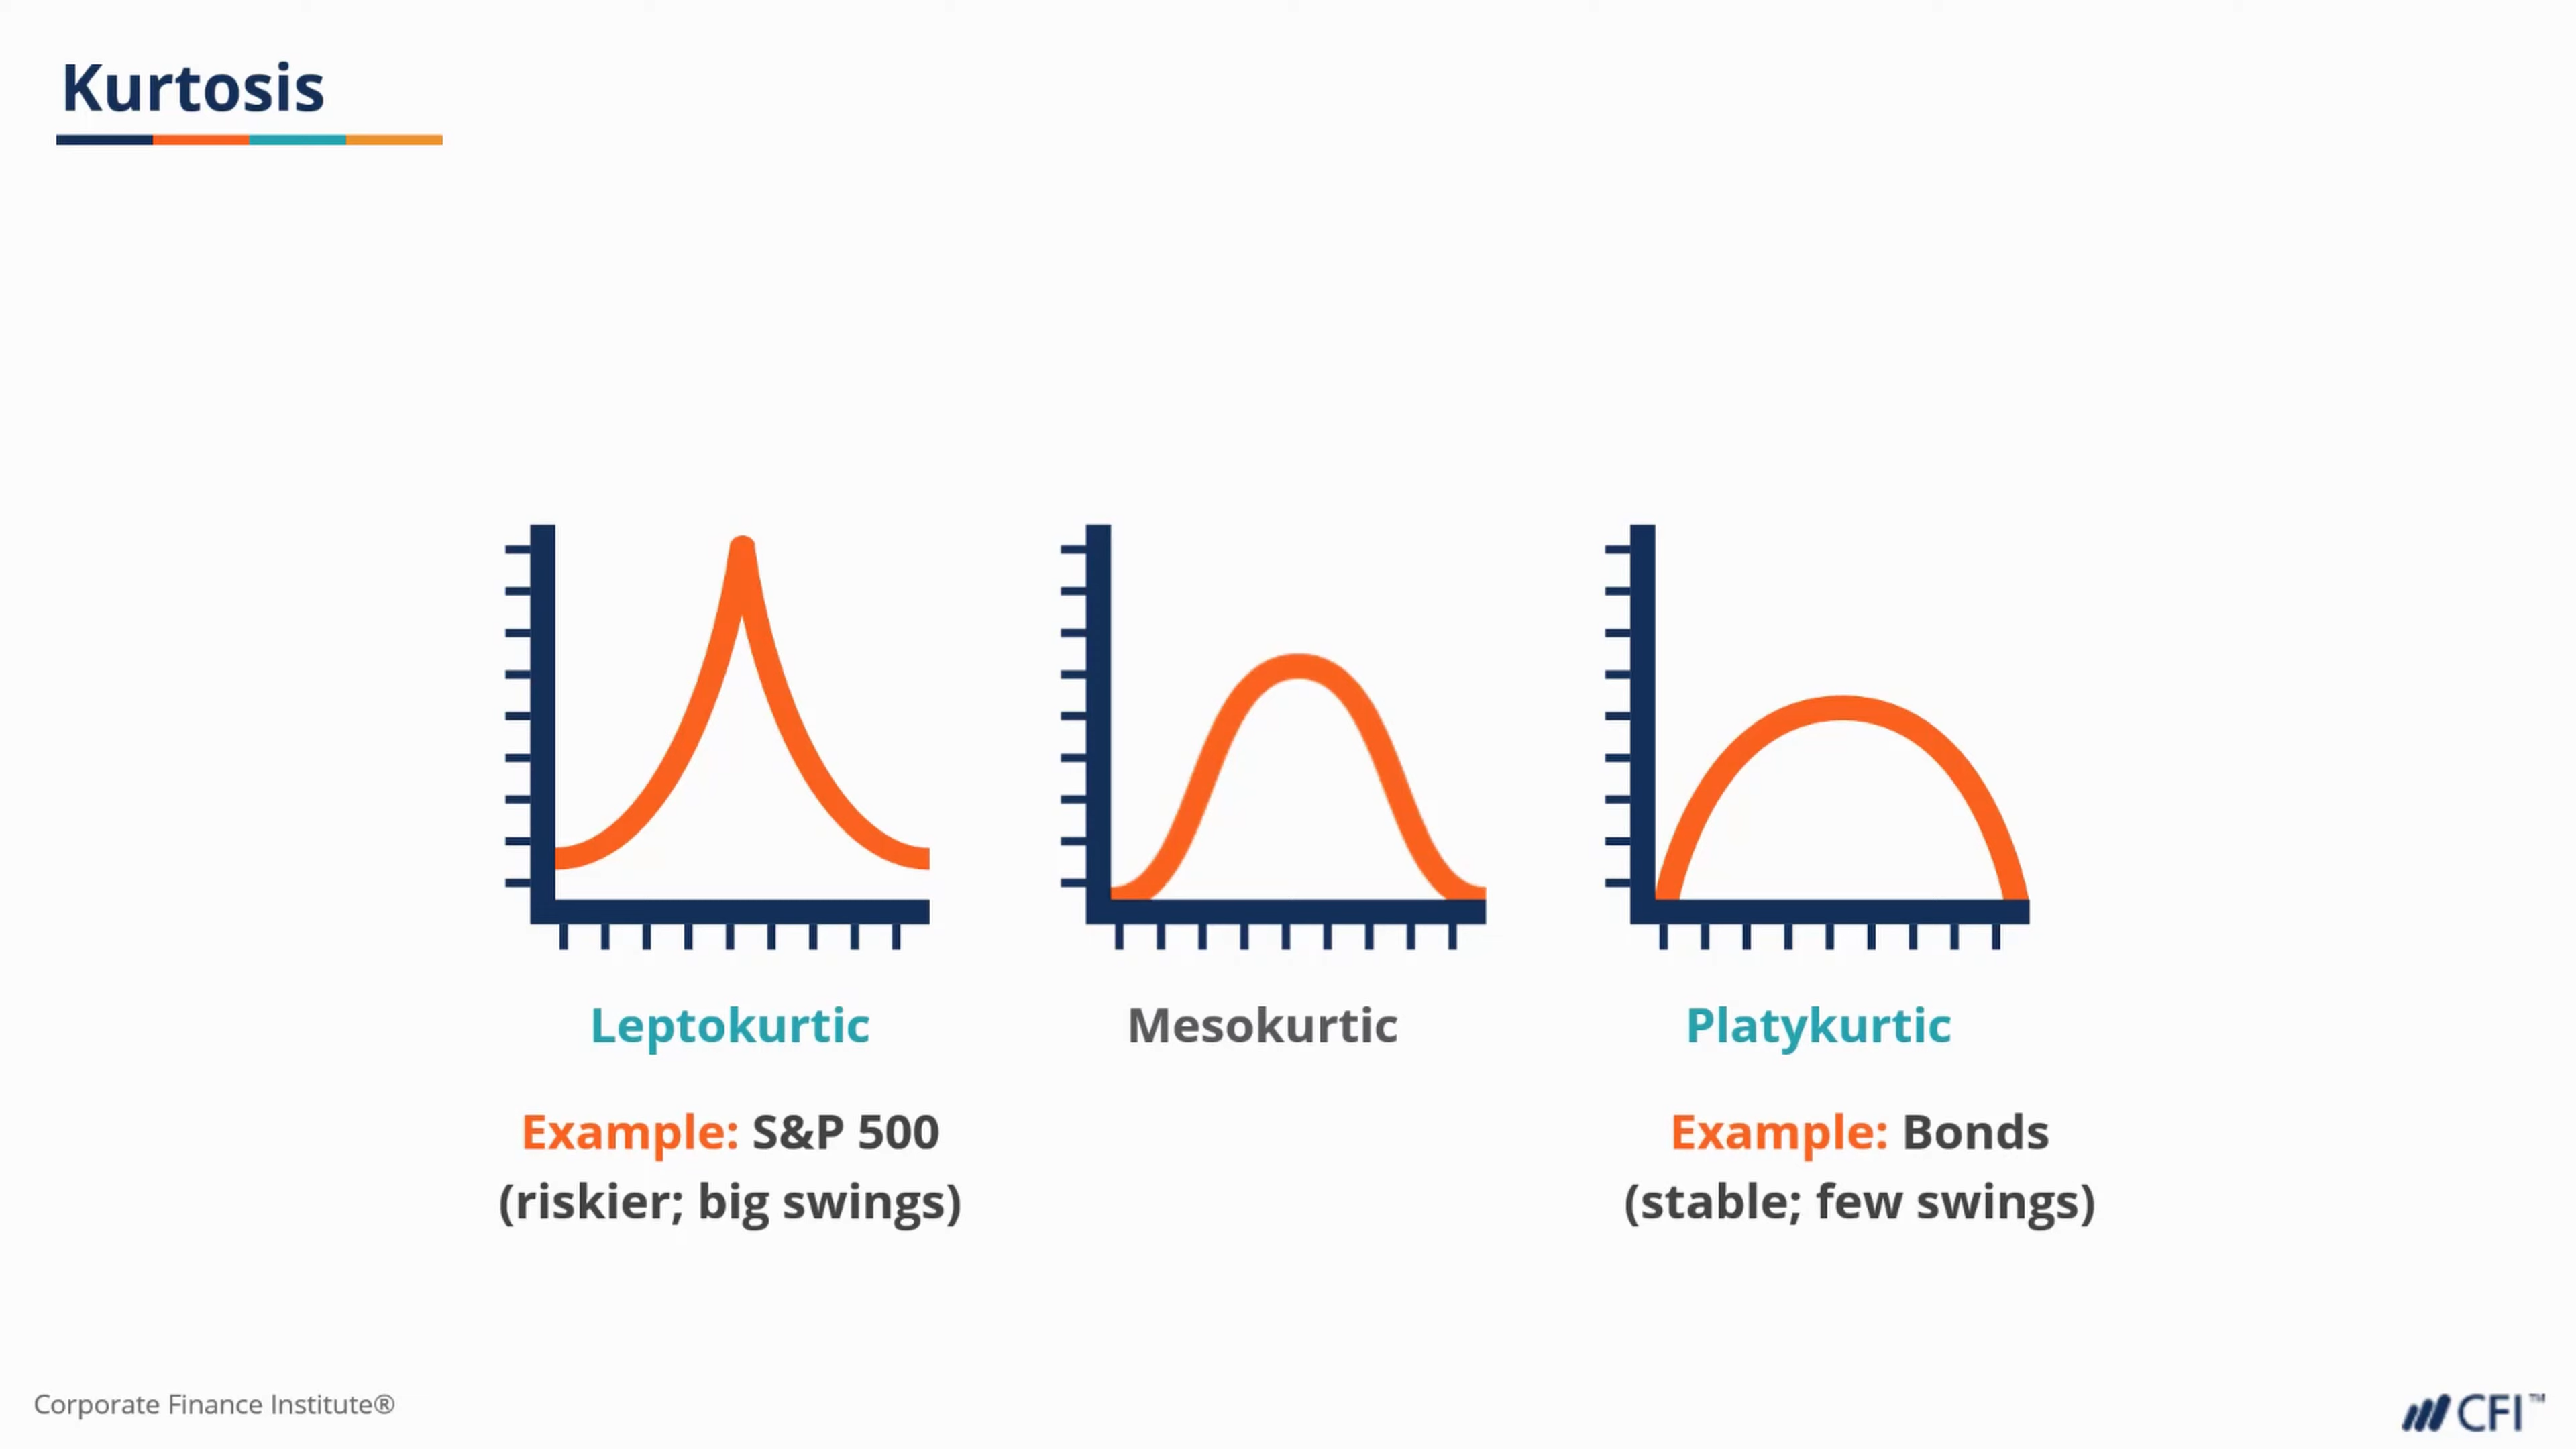 Kurtosis
Leptokurtic
Mesokurtic
Platykurtic
Example: S&P 500
(riskier; big swings)
Example: Bonds
(stable; few swings)
Corporate Finance Institute®
CFI™